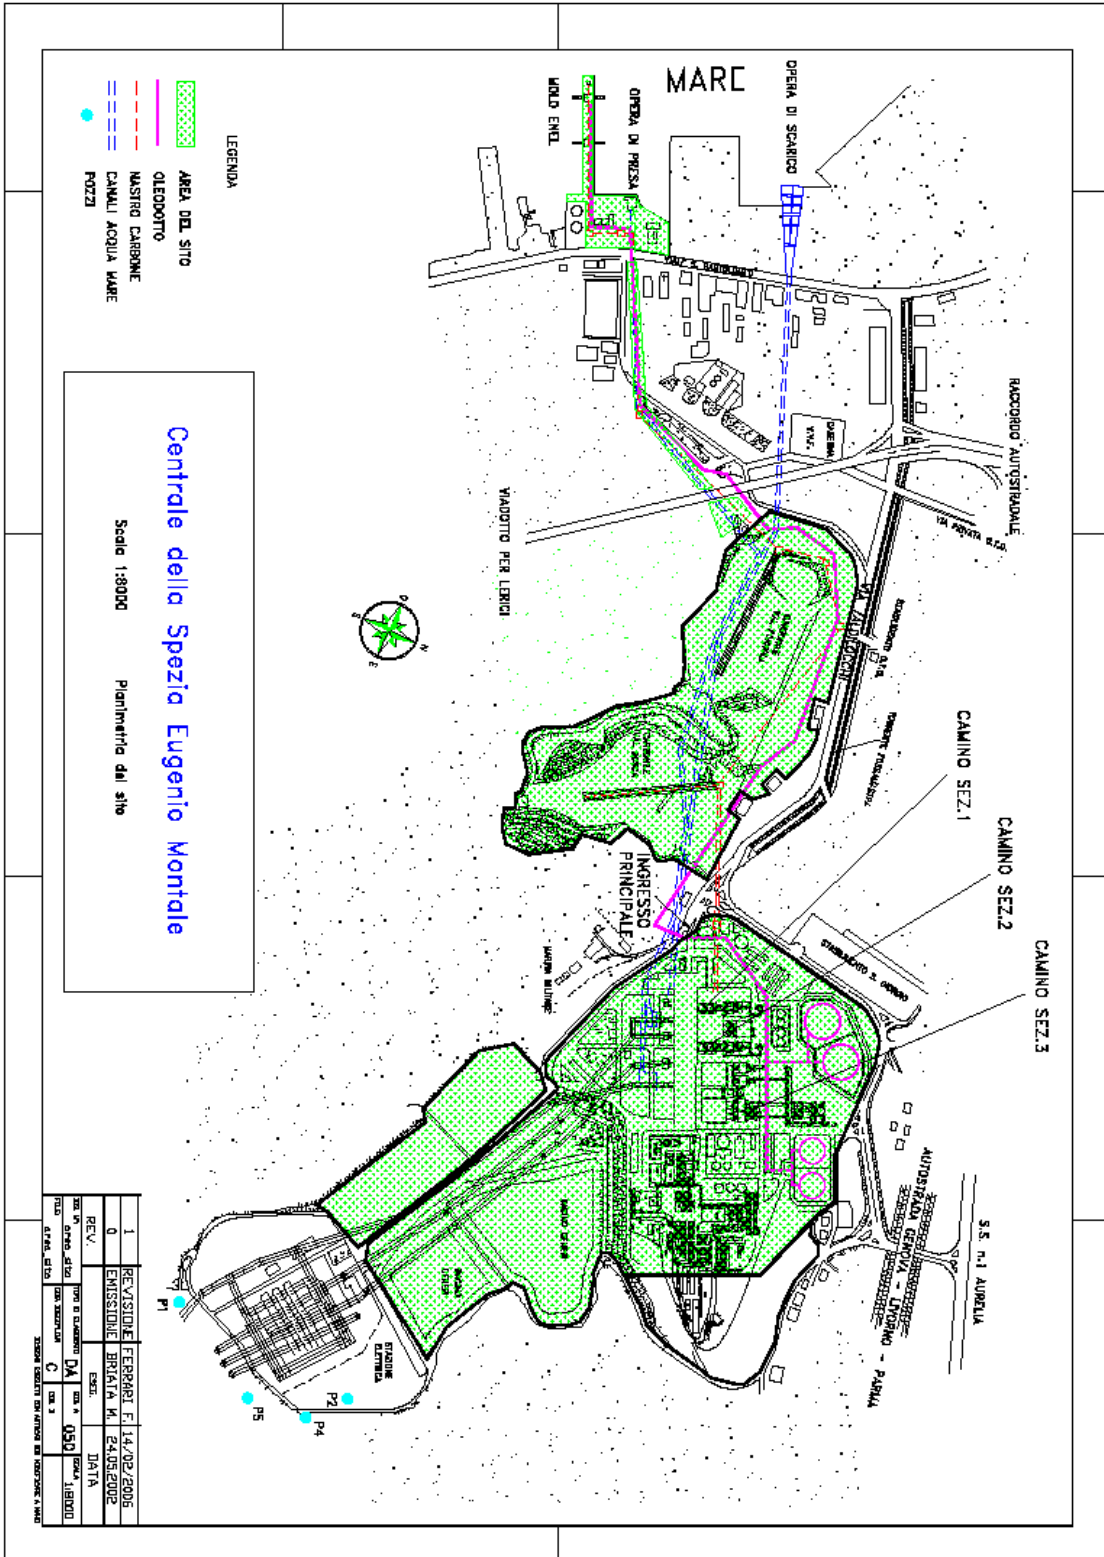 MARE
OPERA DI SCARICO
OPERA DI PRESA
MOLO ENEL
LEGENDA
AREA DEL SITO
OLEODOTTO
NASTRO CARBONE
CANALI ACQUA MARE
POZZI
RACCORDO AUTOSTRADALE
CASERMA
V.V.F.
VIADOTTO PER LERICI
VIA VALDILOCCHI
Centrale della Spezia Eugenio Montale
Scala 1:8000 Planimetria del sito
N
E
S
O
CAMINO SEZ.1
CAMINO SEZ.2
CAMINO SEZ.3
INGRESSO
PRINCIPALE
AUTOSTRADA GENOVA - LIVORNO - PARMA
S.S. n.1 AURELIA
STAZIONE
ELETTRICA
P1
P2
P4
P5
1 REVISIONE FERRARI F. 14/02/2006
0 EMISSIONE BRIATA M. 24.05.2002
REV. DATA
DA C 050 1:8000